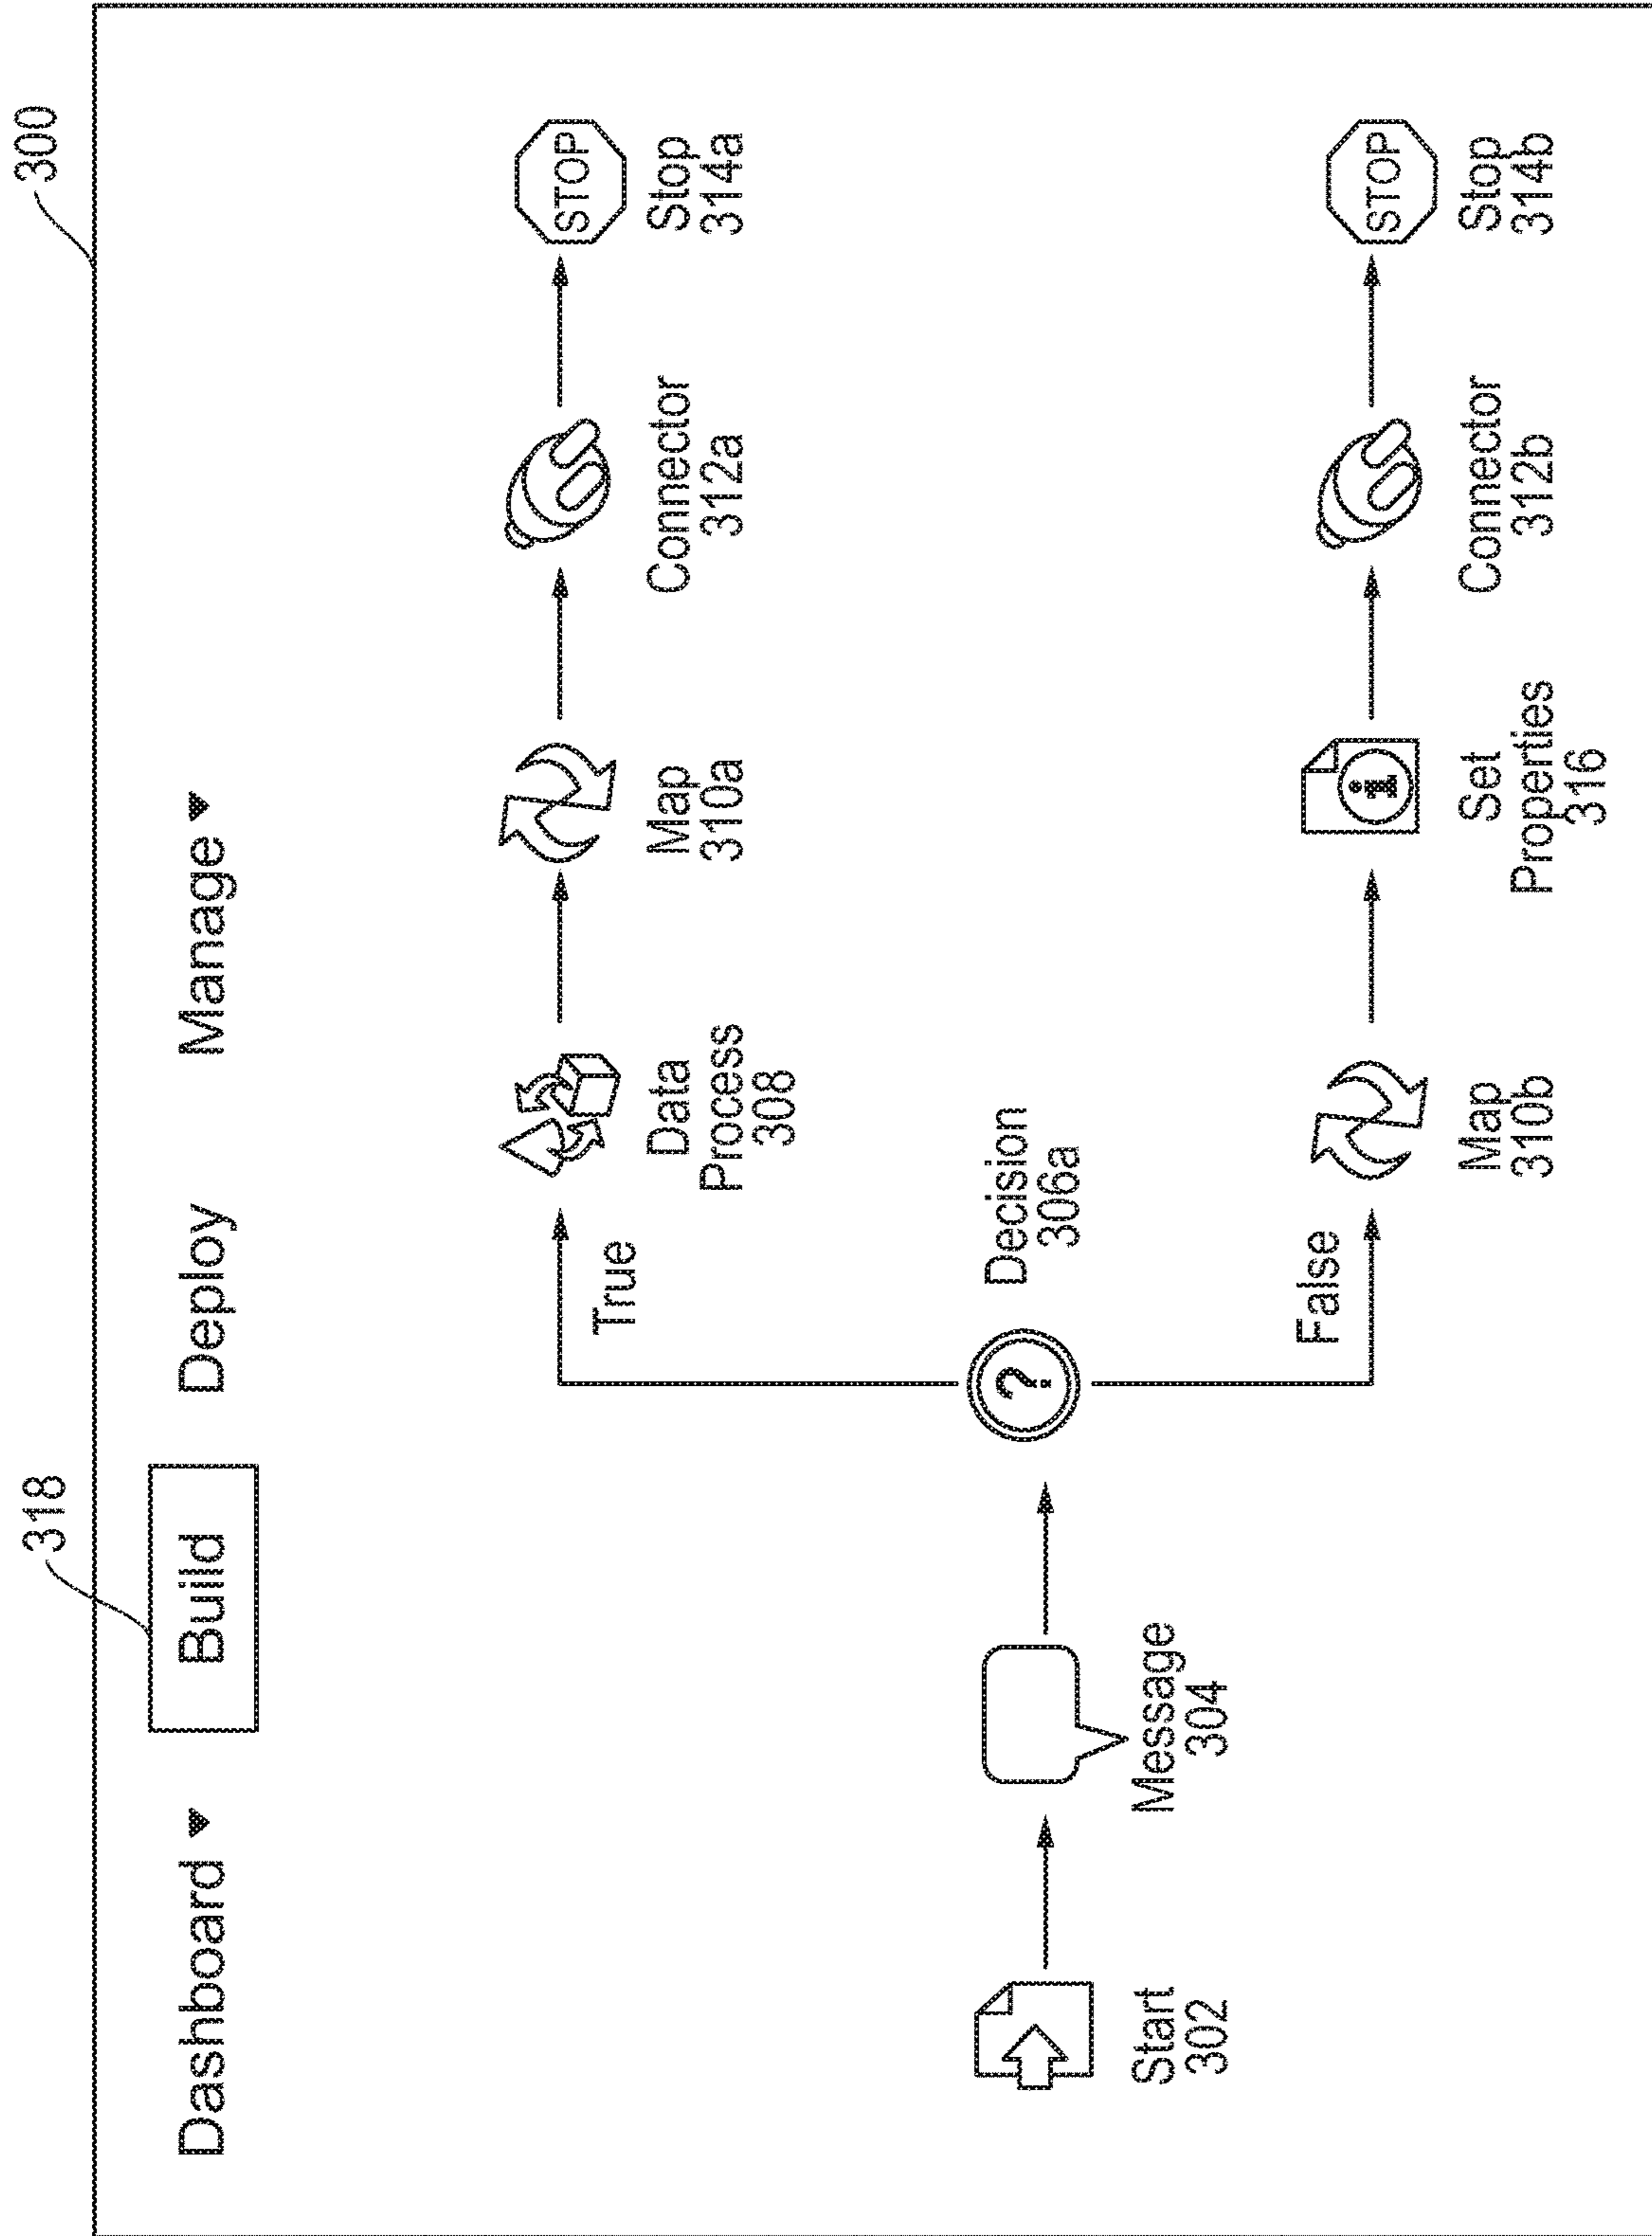 300
318
Dashboard ▼
Build
Deploy
Manage ▼
True
Data
Process
308
Map
310a
Connector
312a
STOP
Stop
314a
Start
302
Message
304
?
Decision
306a
False
Map
310b
i
Set
Properties
316
Connector
312b
STOP
Stop
314b